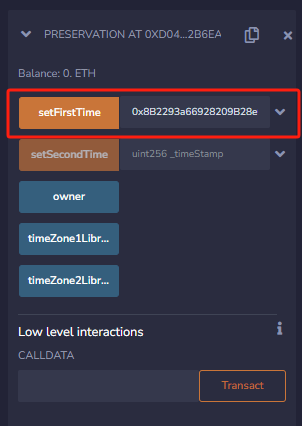 PRESERVATION AT 0XD04...2B6EA
Balance: 0. ETH
setFirstTime 0x8B2293a66928209B28e
setSecondTime uint256 _timeStamp
owner
timeZone1Libr...
timeZone2Libr...
Low level interactions
CALLDATA
Transact